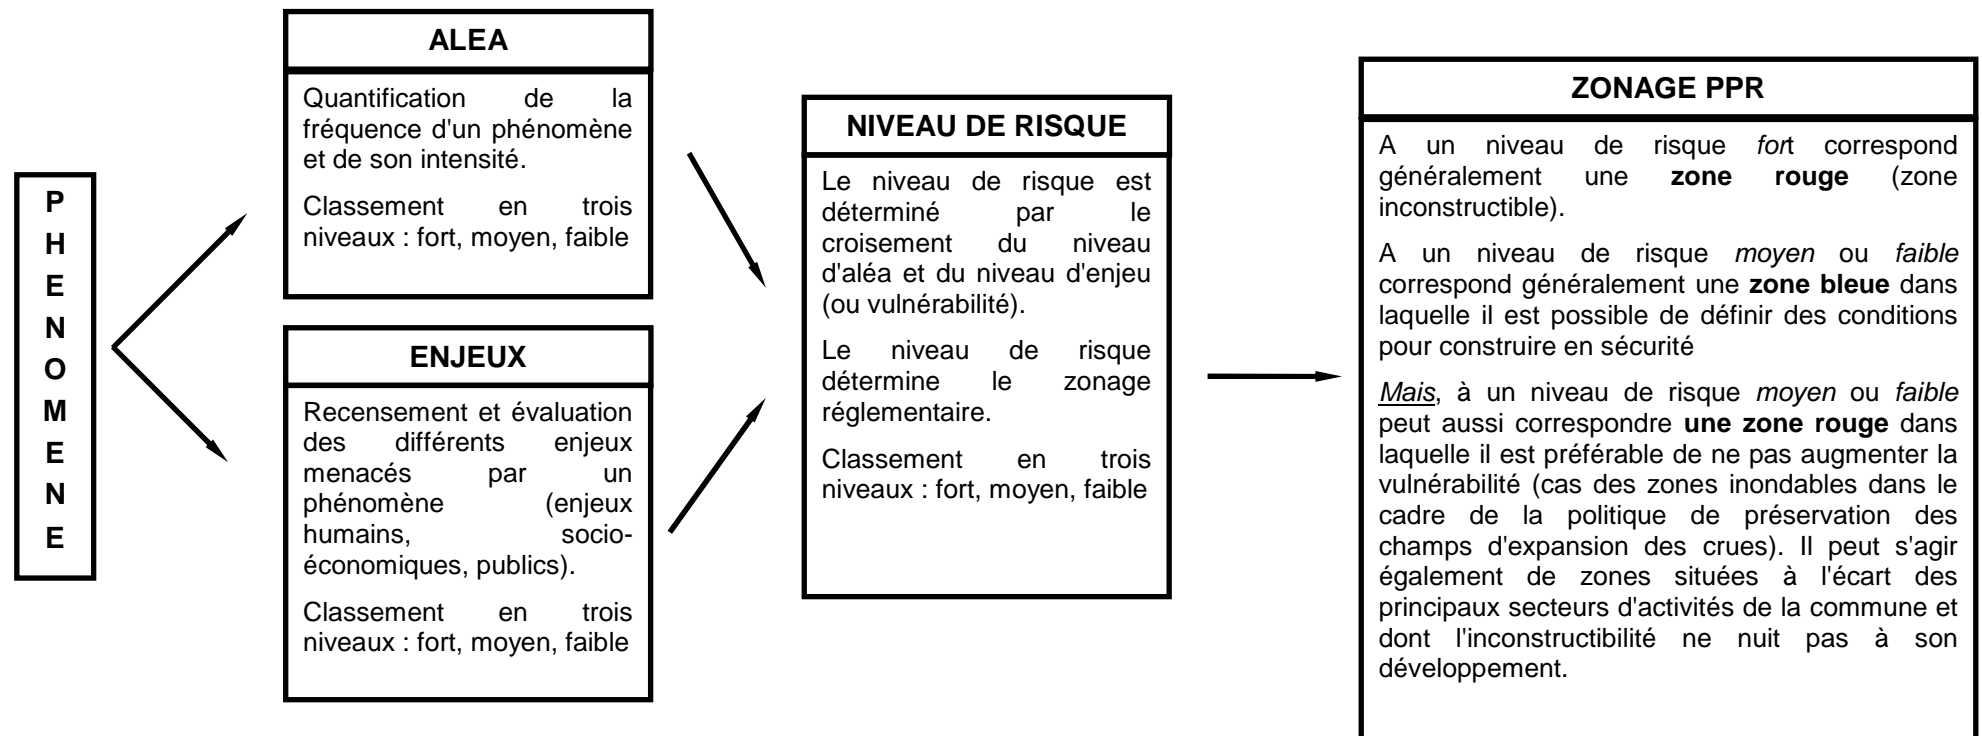 P
H
E
N
O
M
E
N
E
ALEA
Quantification de la
fréquence d'un phénomène
et de son intensité.
Classement en trois
niveaux : fort, moyen, faible
ENJEUX
Recensement et évaluation
des différents enjeux
menacés par un
phénomène (enjeux
humains, socio-
économiques, publics).
Classement en trois
niveaux : fort, moyen, faible
NIVEAU DE RISQUE
Le niveau de risque est
déterminé par le
croisement du niveau
d'aléa et du niveau d'enjeu
(ou vulnérabilité).
Le niveau de risque
détermine le zonage
réglementaire.
Classement en trois
niveaux : fort, moyen, faible
ZONAGE PPR
A un niveau de risque fort correspond
généralement une zone rouge (zone
inconstructible).
A un niveau de risque moyen ou faible
correspond généralement une zone bleue dans
laquelle il est possible de définir des conditions
pour construire en sécurité
Mais, à un niveau de risque moyen ou faible
peut aussi correspondre une zone rouge dans
laquelle il est préférable de ne pas augmenter la
vulnérabilité (cas des zones inondables dans le
cadre de la politique de préservation des
champs d'expansion des crues). Il peut s'agir
également de zones situées à l'écart des
principaux secteurs d'activités de la commune et
dont l'inconstructibilité ne nuit pas à son
développement.